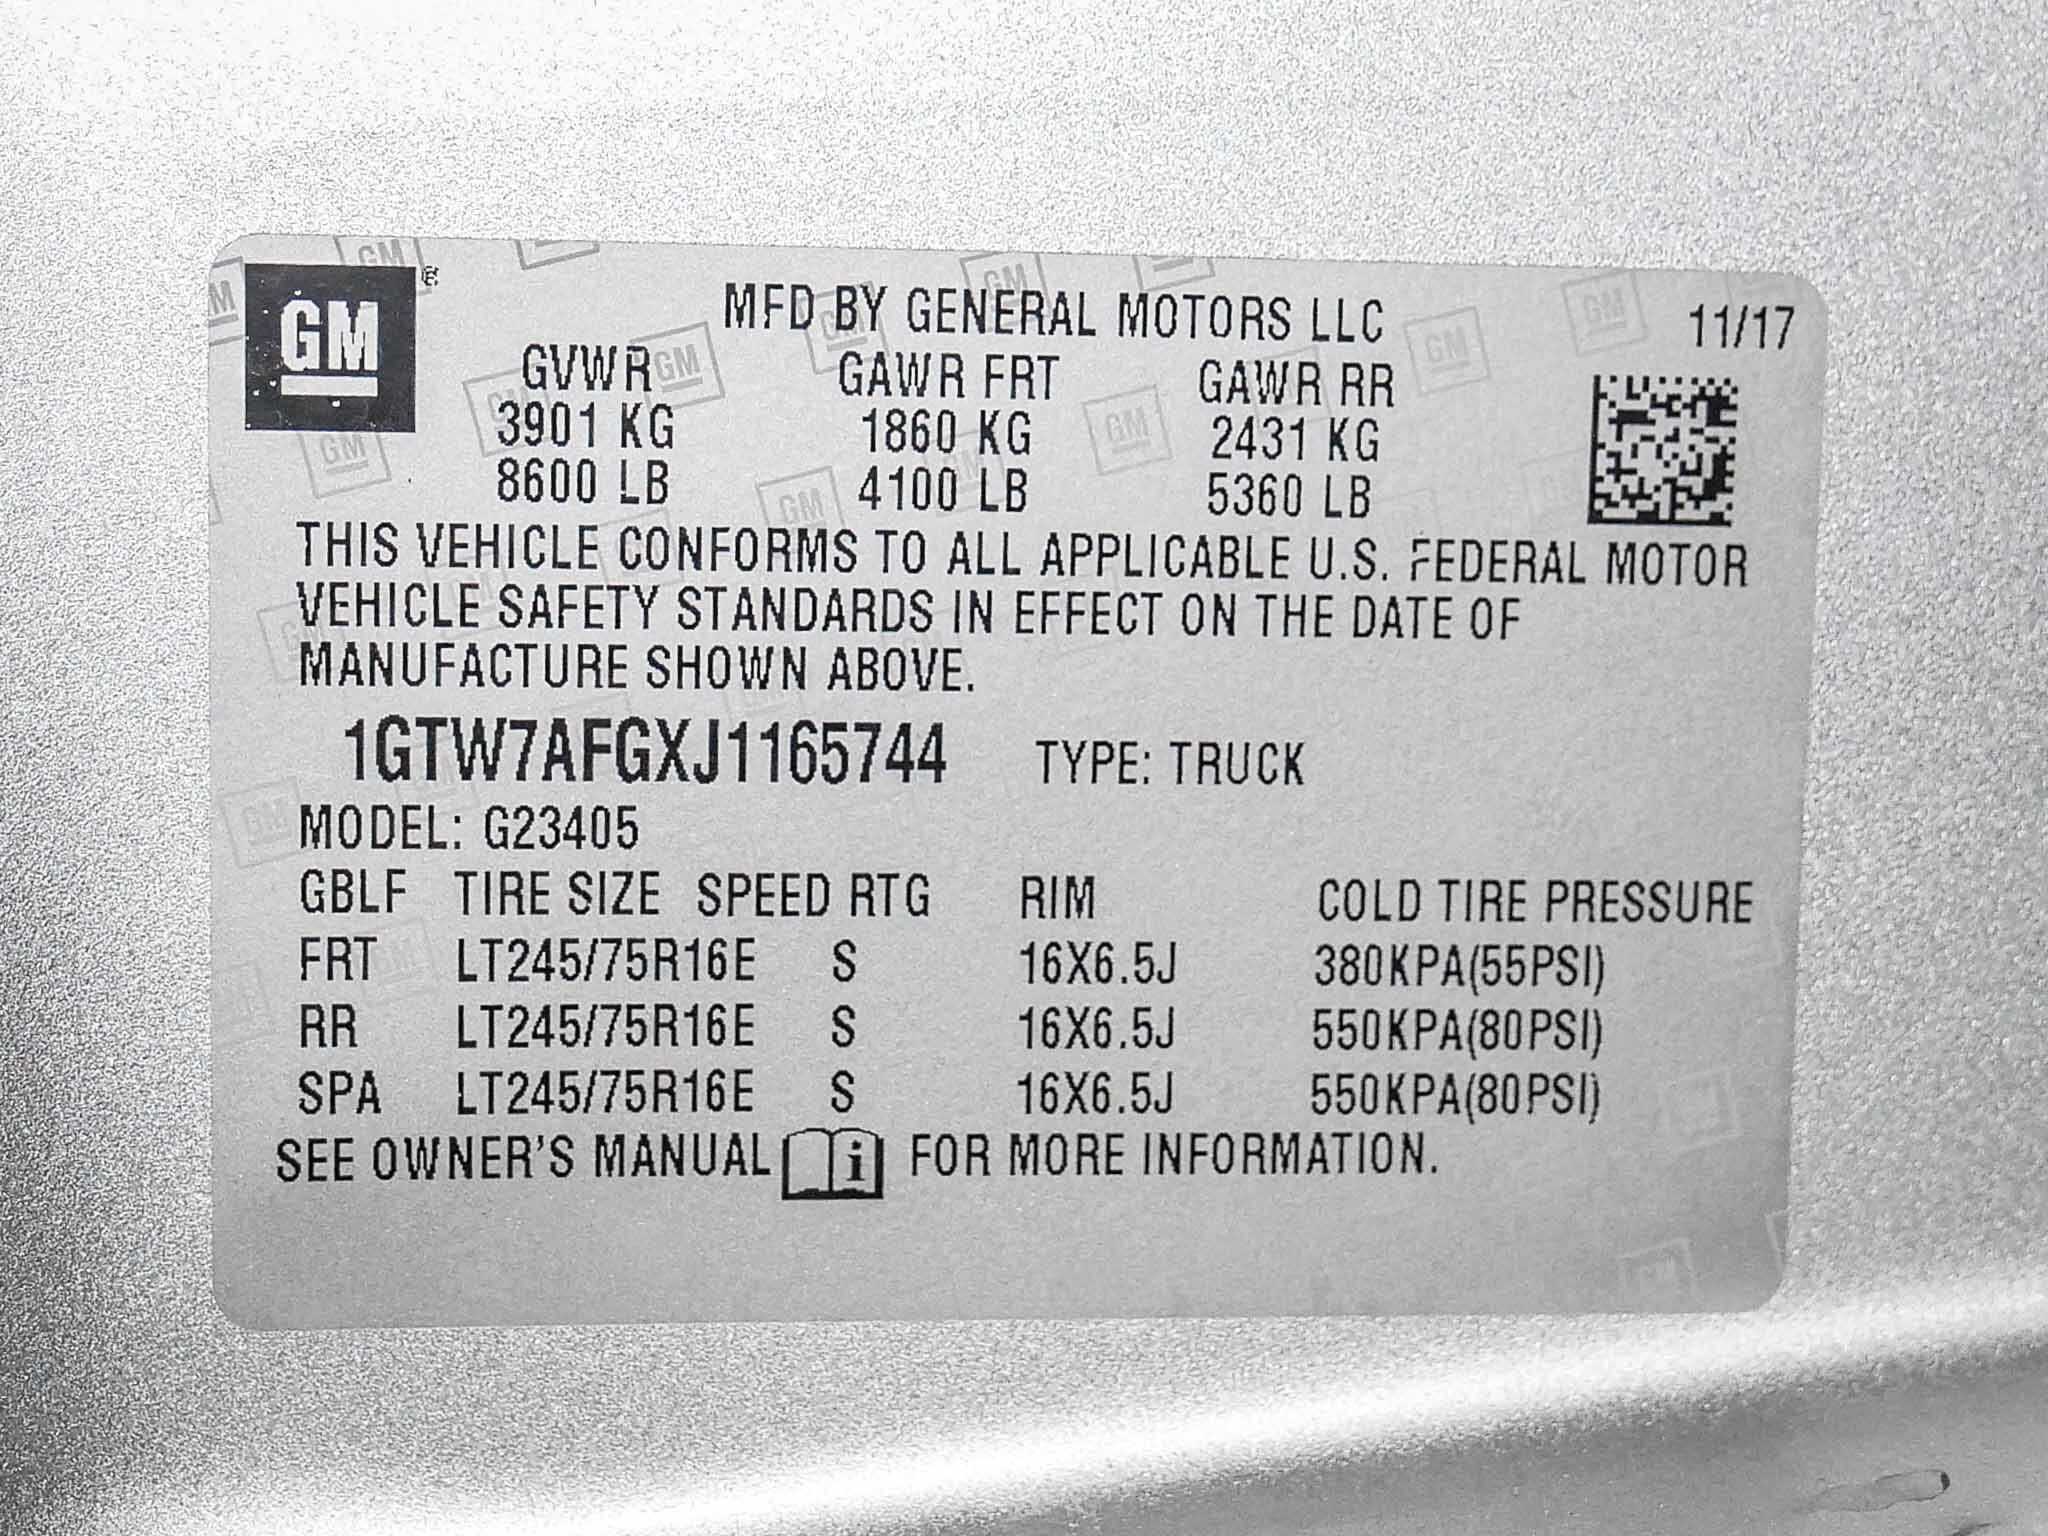 GM®
MFD BY GENERAL MOTORS LLC 11/17
GVWR GAWR FRT GAWR RR
3901 KG 1860 KG 2431 KG
8600 LB 4100 LB 5360 LB
THIS VEHICLE CONFORMS TO ALL APPLICABLE U.S. FEDERAL MOTOR
VEHICLE SAFETY STANDARDS IN EFFECT ON THE DATE OF
MANUFACTURE SHOWN ABOVE.
1GTW7AFGXJ1165744 TYPE: TRUCK
MODEL: G23405
GBLF TIRE SIZE SPEED RTG RIM COLD TIRE PRESSURE
FRT LT245/75R16E S 16X6.5J 380KPA(55PSI)
RR LT245/75R16E S 16X6.5J 550KPA(80PSI)
SPA LT245/75R16E S 16X6.5J 550KPA(80PSI)
SEE OWNER'S MANUAL i FOR MORE INFORMATION.